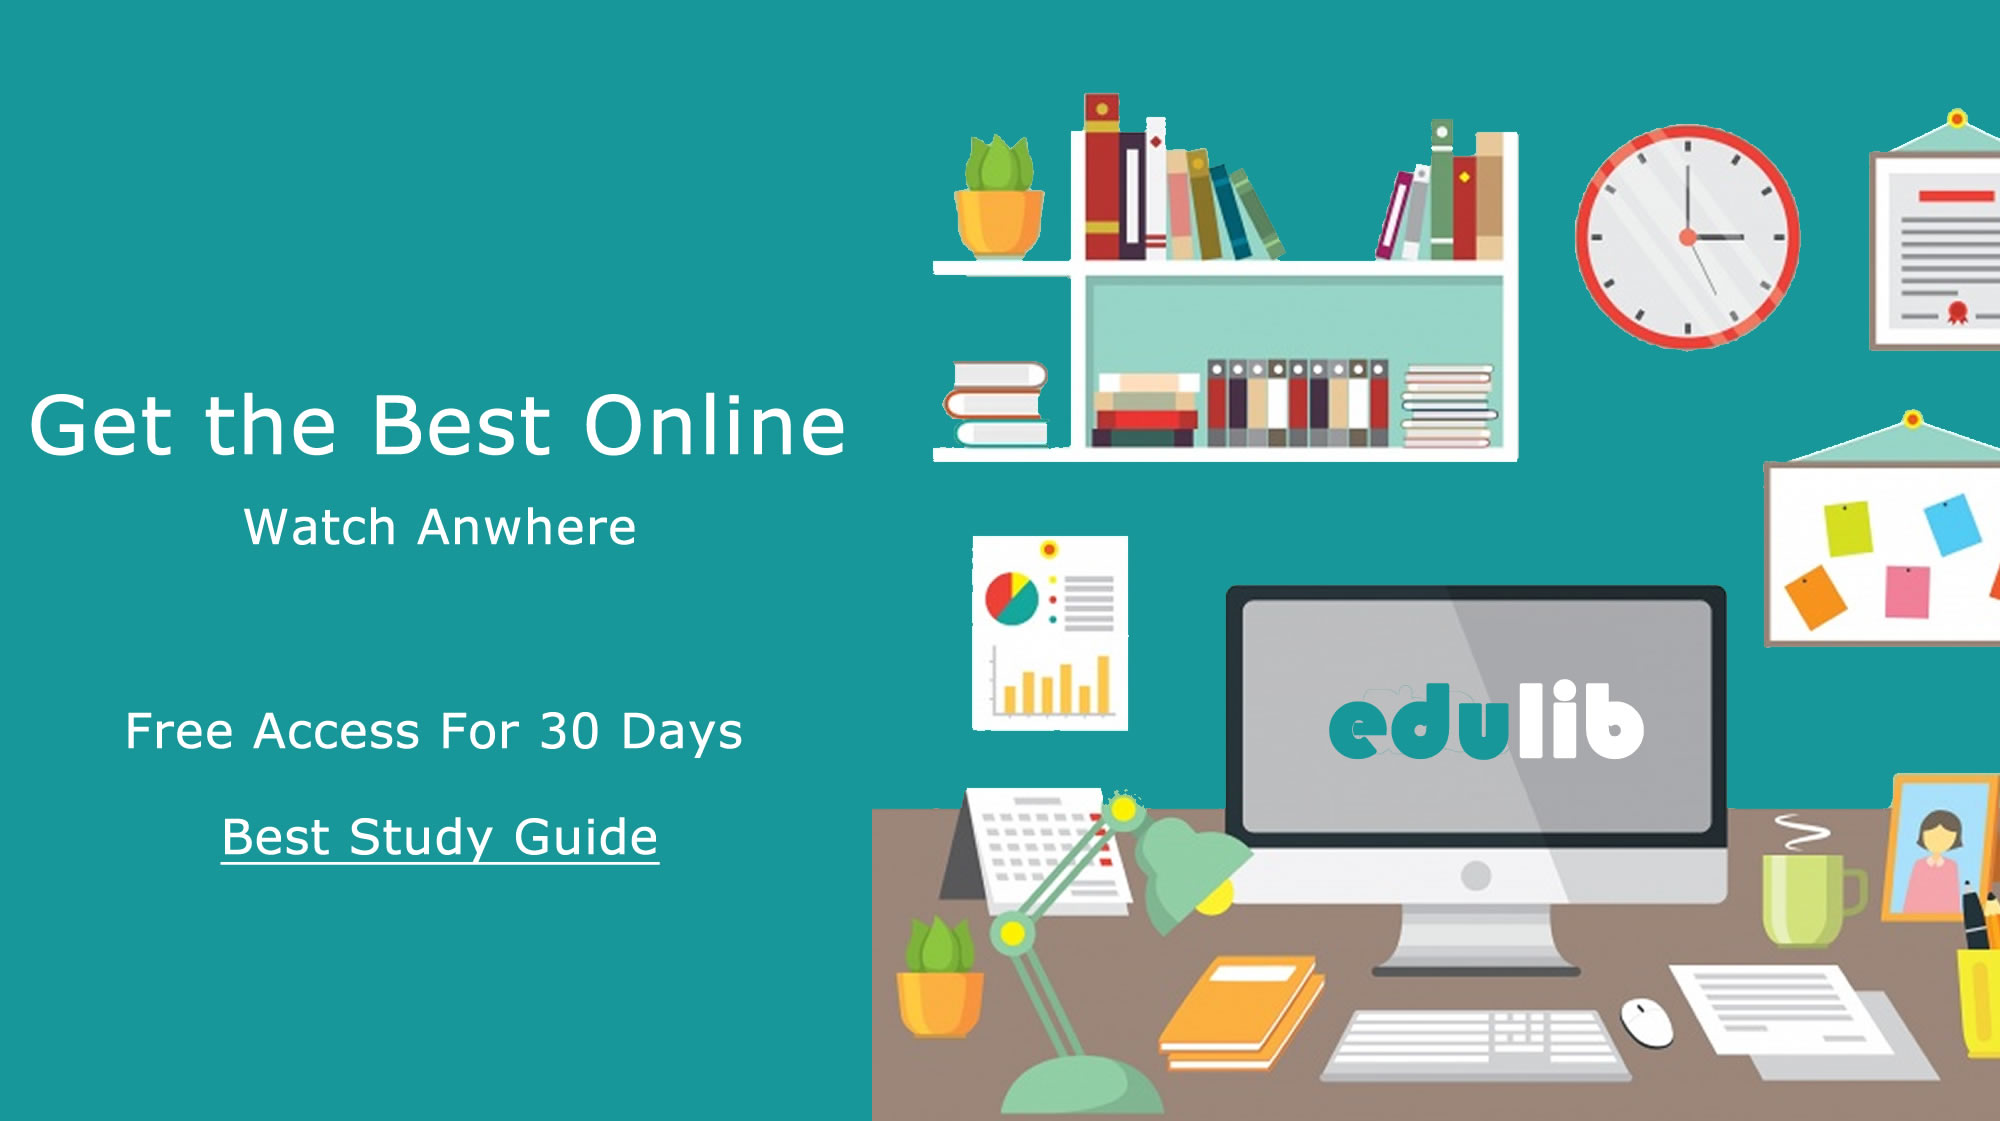 Get the Best Online
Watch Anwhere
Free Access For 30 Days
Best Study Guide
edulib